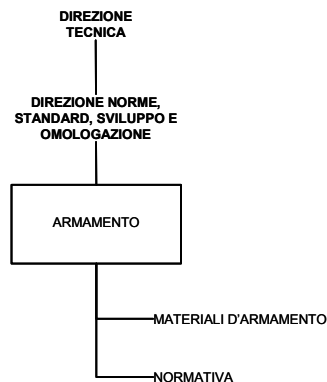 DIREZIONE
TECNICA
DIREZIONE NORME,
STANDARD, SVILUPPO E
OMOLOGAZIONE
ARMAMENTO
MATERIALI D'ARMAMENTO
NORMATIVA